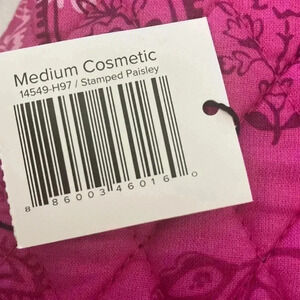 Medium Cosmetic
14549-H97 / Stamped Paisley
8 86003 46016 0